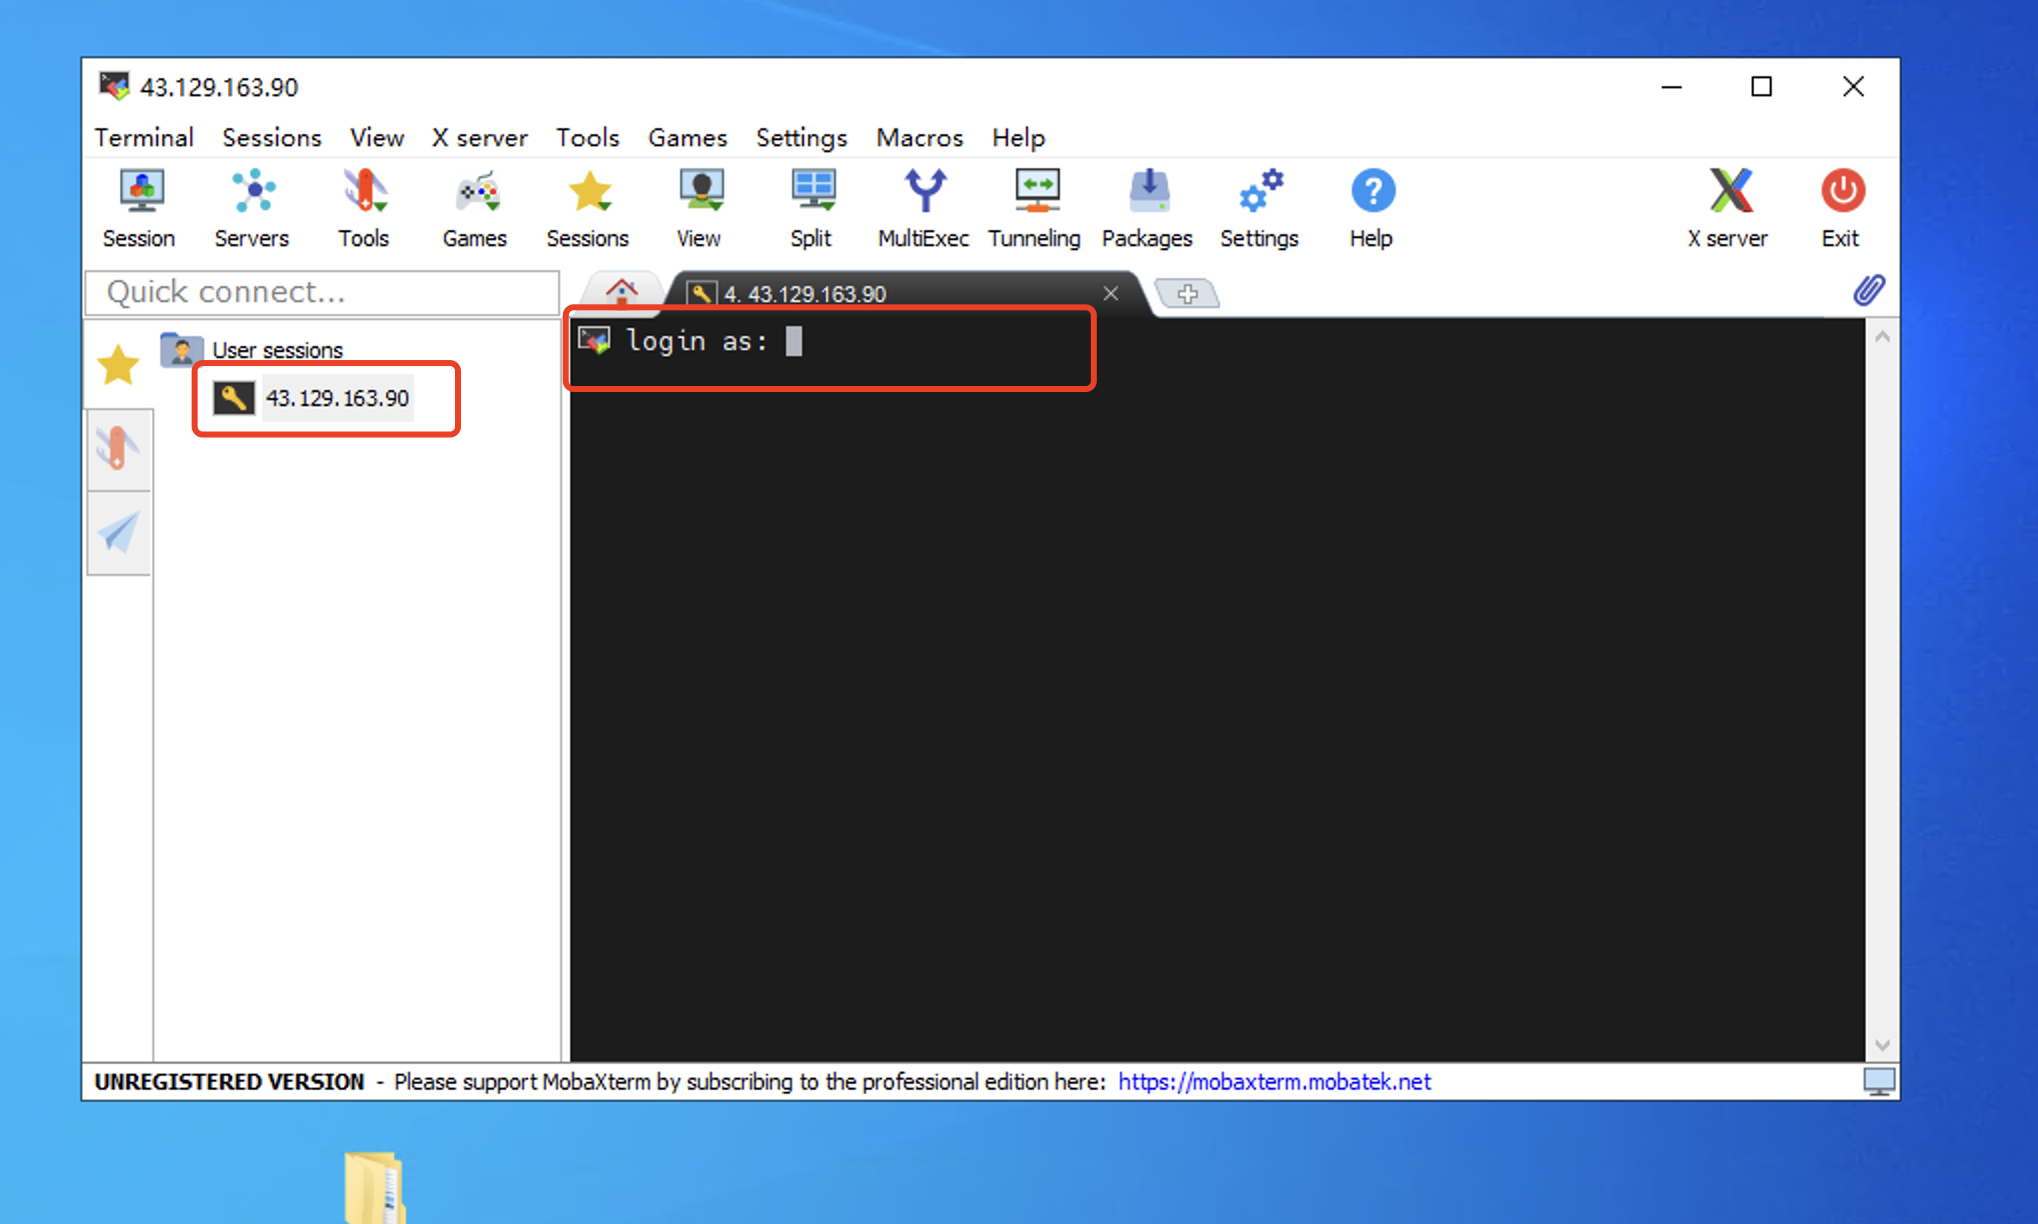 43.129.163.90
Terminal Sessions View X server Tools Games Settings Macros Help
Session Servers Tools Games Sessions View Split MultiExec Tunneling Packages Settings Help X server Exit
Quick connect...
4. 43.129.163.90
login as:
User sessions
43.129.163.90
UNREGISTERED VERSION - Please support MobaXterm by subscribing to the professional edition here: https://mobaxterm.mobatek.net